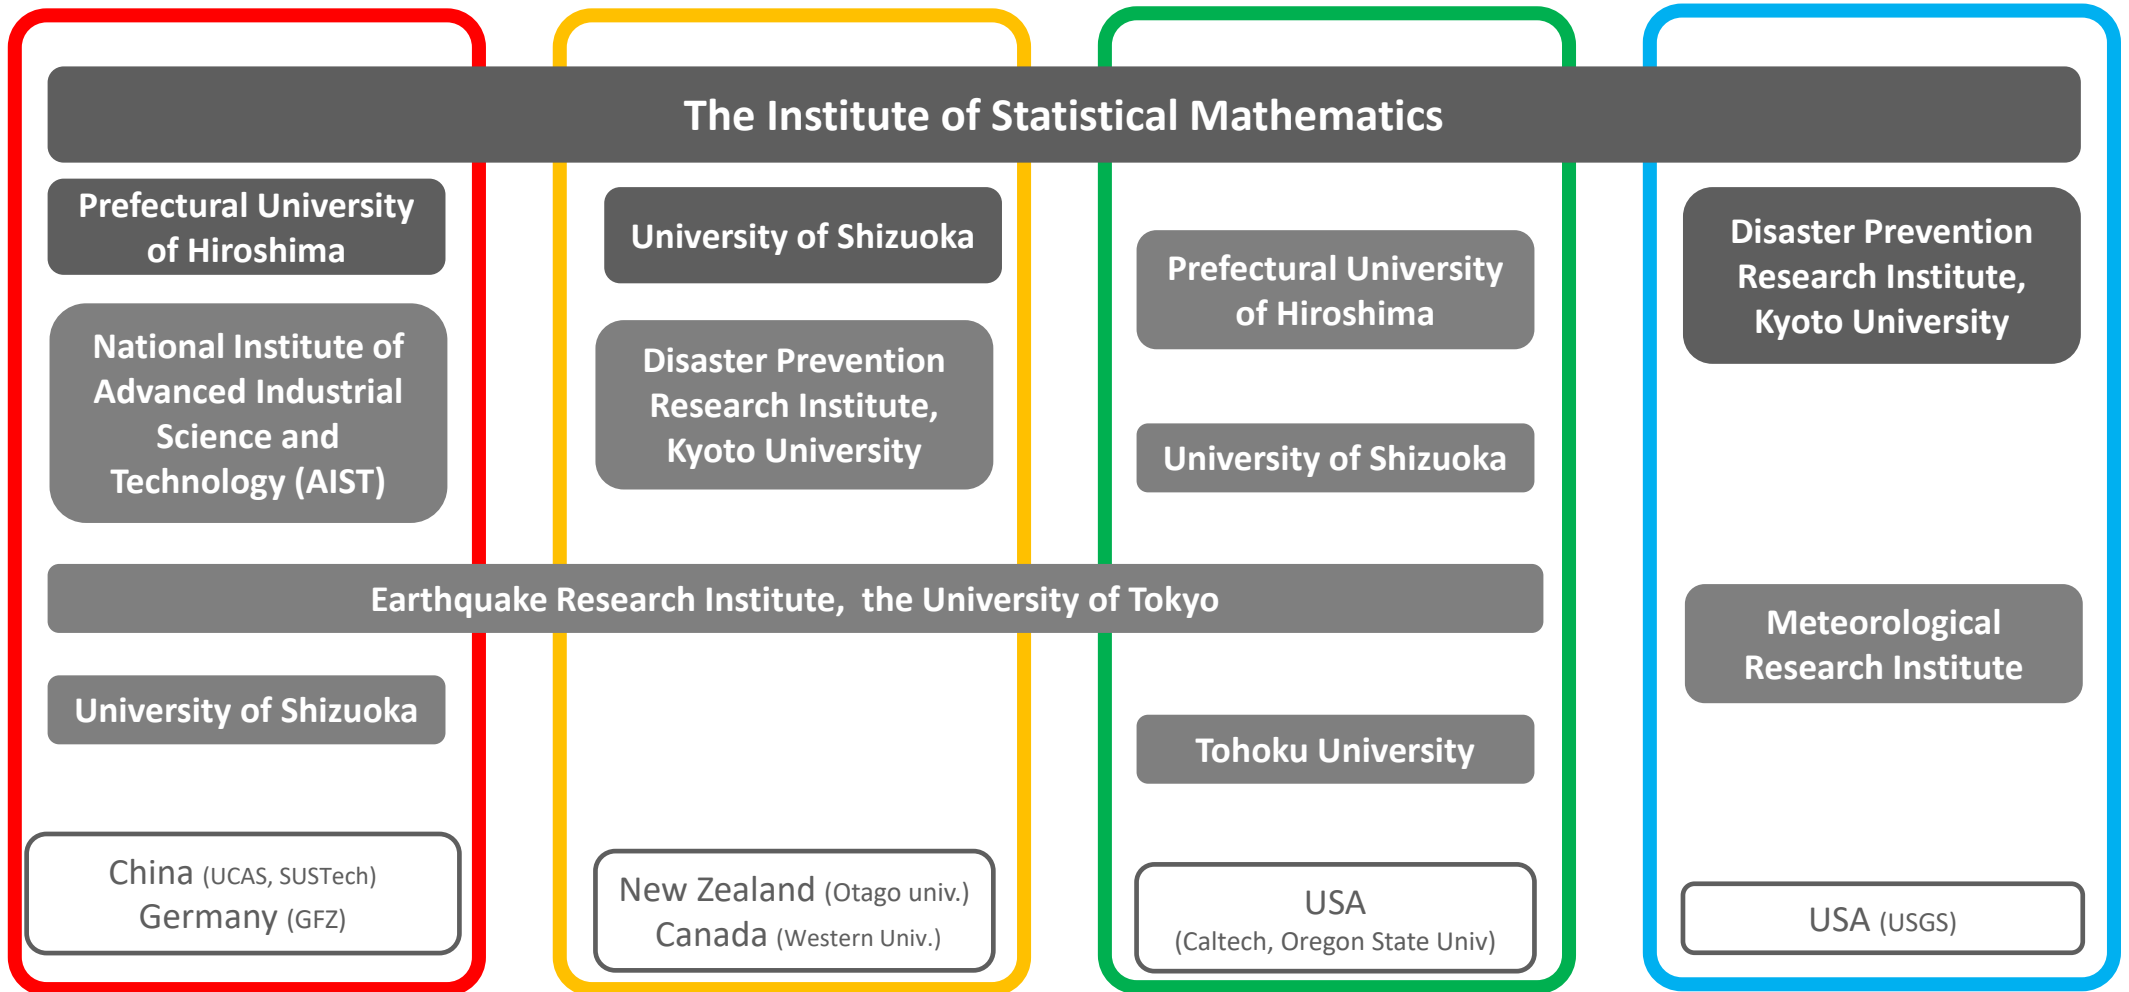 The Institute of Statistical Mathematics
Prefectural University
of Hiroshima
National Institute of
Advanced Industrial
Science and
Technology (AIST)
University of Shizuoka
Disaster Prevention
Research Institute,
Kyoto University
Prefectural University
of Hiroshima
University of Shizuoka
Disaster Prevention
Research Institute,
Kyoto University
Earthquake Research Institute,  the University of Tokyo
University of Shizuoka
Tohoku University
Meteorological
Research Institute
China (UCAS, SUSTech)
Germany (GFZ)
New Zealand (Otago univ.)
Canada (Western Univ.)
USA
(Caltech, Oregon State Univ)
USA (USGS)